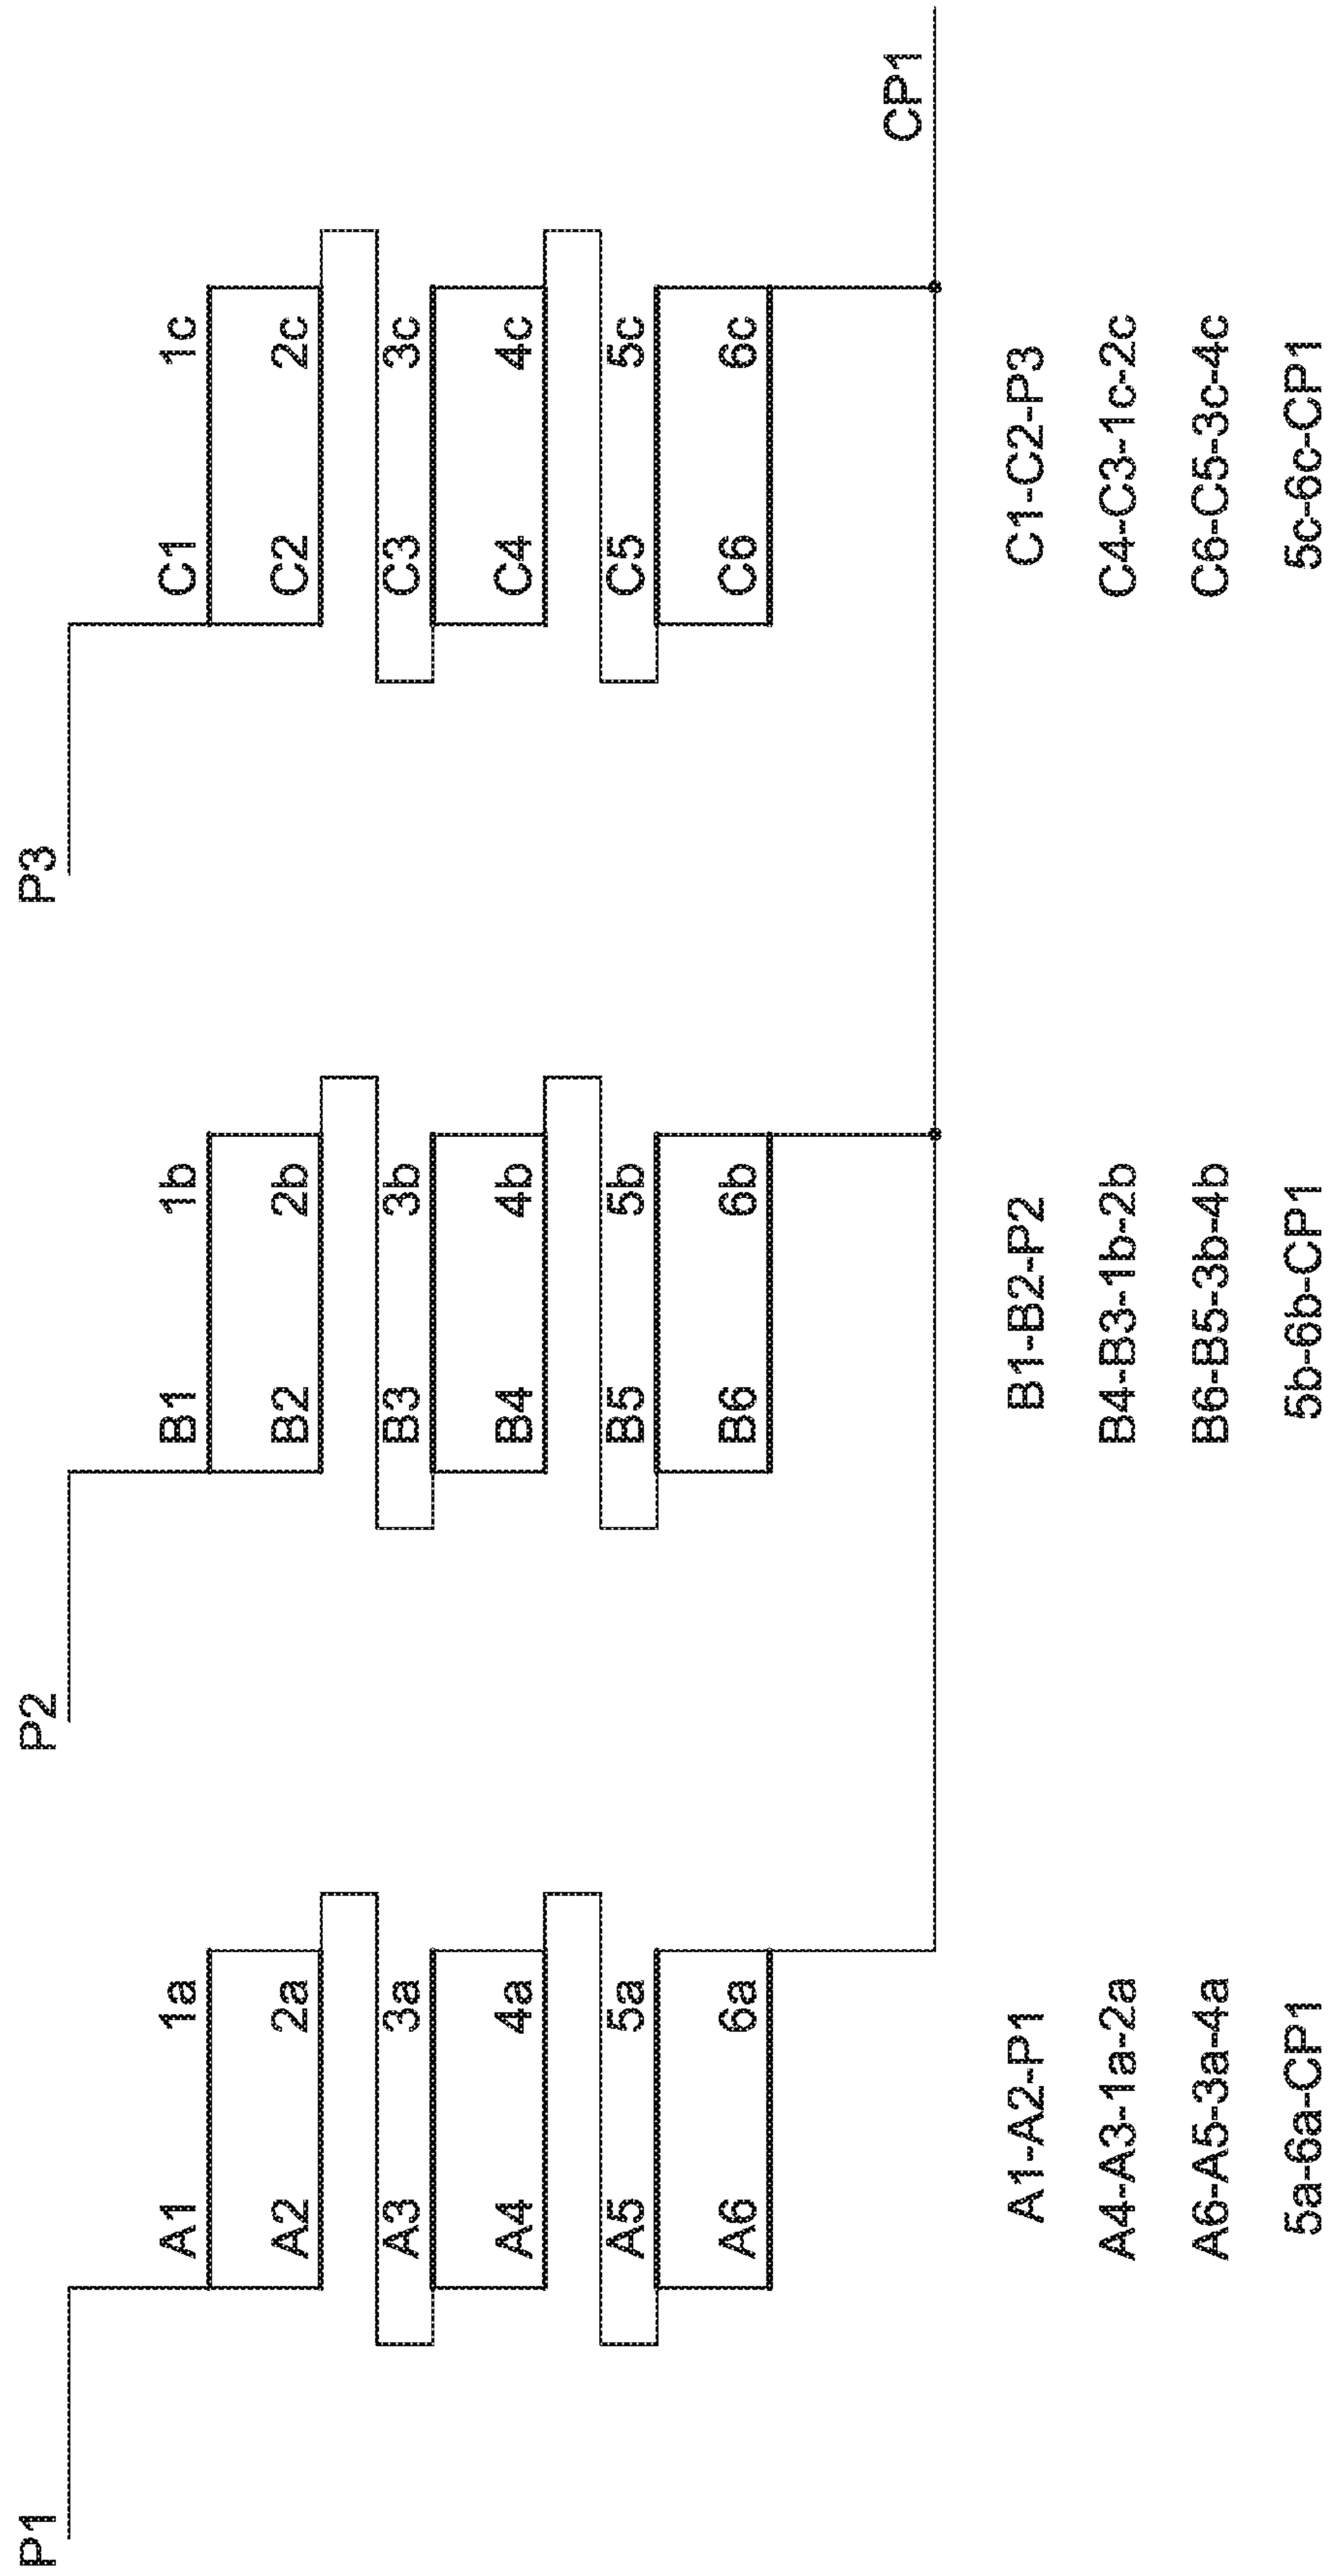 P1 P2 P3
A1 1a B1 1b C1 1c
A2 2a B2 2b C2 2c
A3 3a B3 3b C3 3c
A4 4a B4 4b C4 4c
A5 5a B5 5b C5 5c
A6 6a B6 6b C6 6c
CP1
A1-A2-P1 B1-B2-P2 C1-C2-P3
A4-A3-1a-2a B4-B3-1b-2b C4-C3-1c-2c
A6-A5-3a-4a B6-B5-3b-4b C6-C5-3c-4c
5a-6a-CP1 5b-6b-CP1 5c-6c-CP1